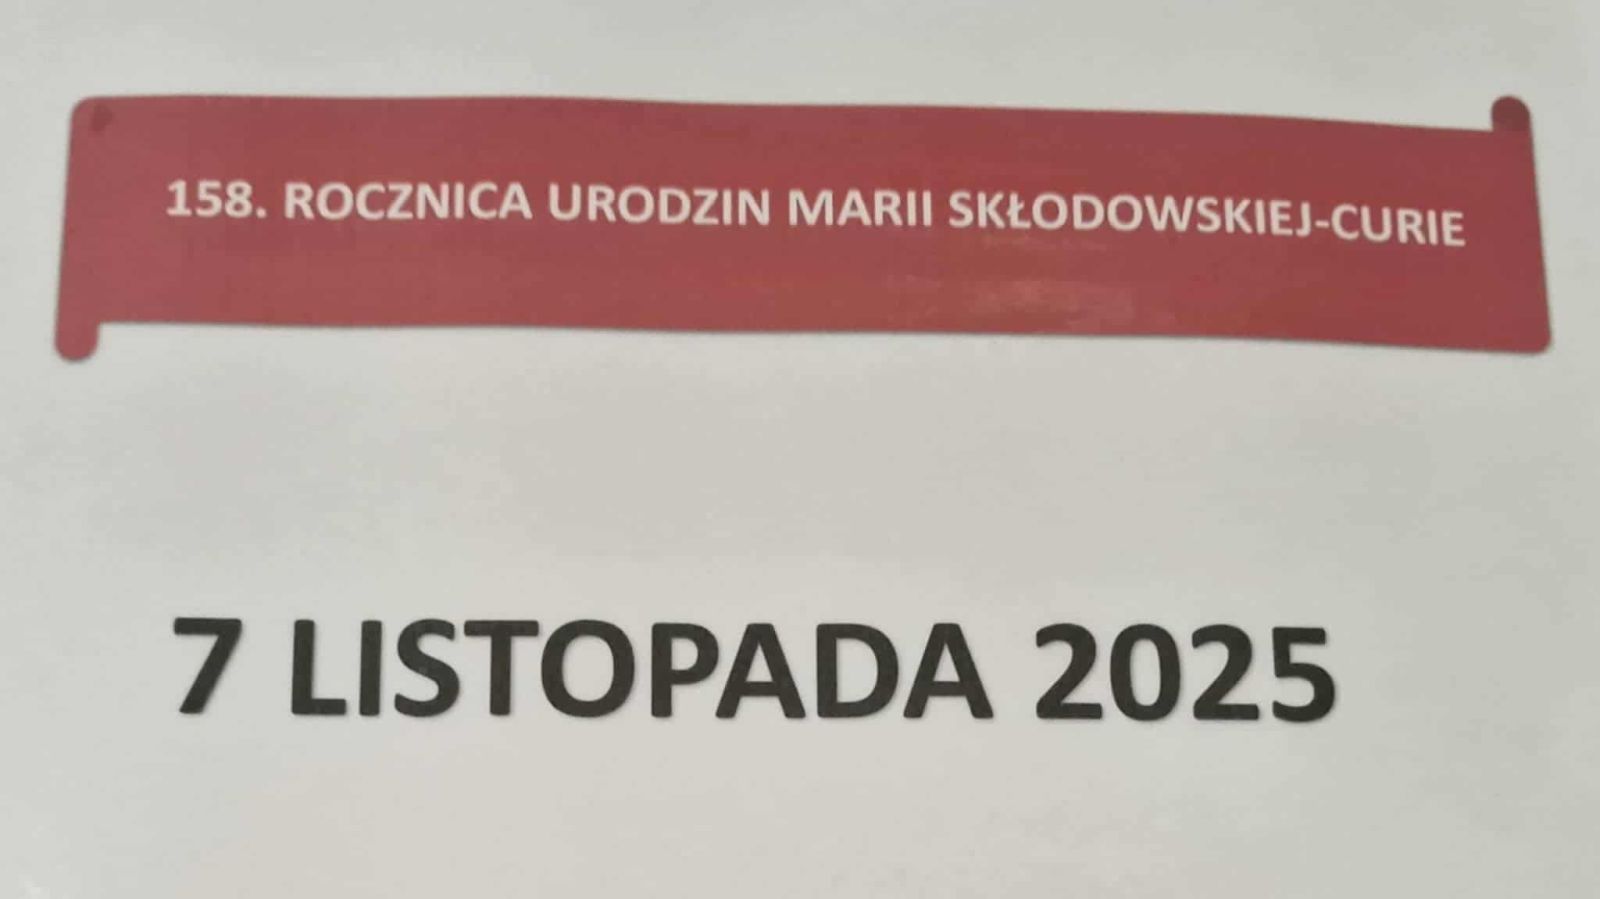 158. ROCZNICA URODZIN MARII SKŁODOWSKIEJ-CURIE
7 LISTOPADA 2025